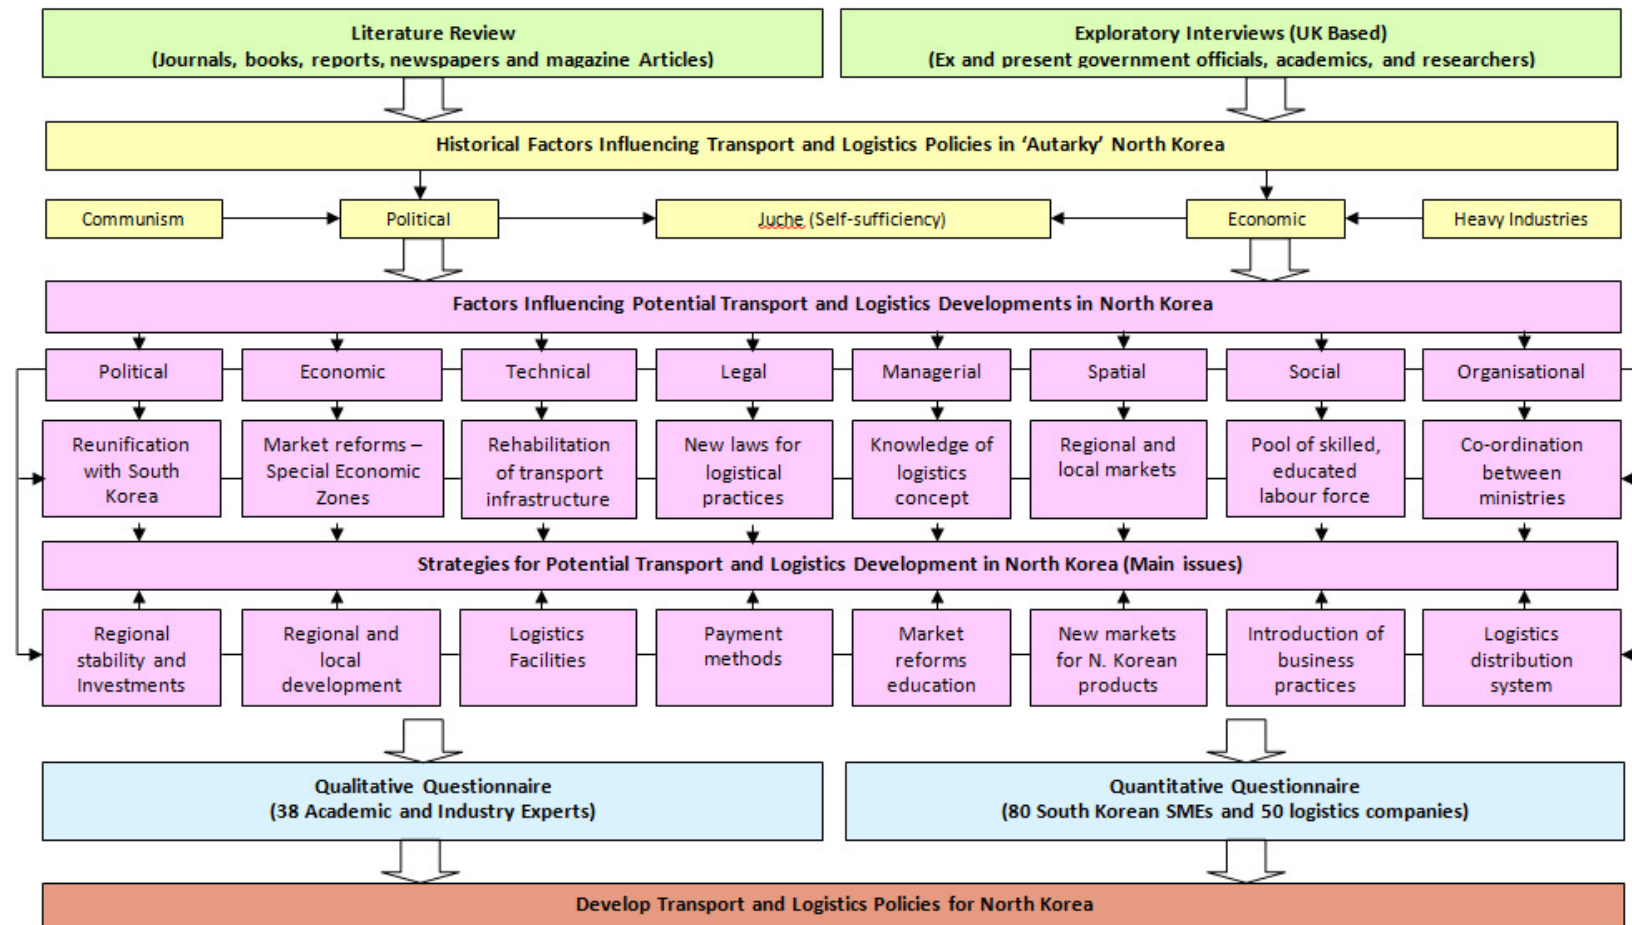 Literature Review
(Journals, books, reports, newspapers and magazine Articles)
Exploratory Interviews (UK Based)
(Ex and present government officials, academics, and researchers)
Historical Factors Influencing Transport and Logistics Policies in ‘Autarky’ North Korea
Communism
Political
Juche (Self-sufficiency)
Economic
Heavy Industries
Factors Influencing Potential Transport and Logistics Developments in North Korea
Political
Economic
Technical
Legal
Managerial
Spatial
Social
Organisational
Reunification
with South
Korea
Market reforms –
Special Economic
Zones
Rehabilitation
of transport
infrastructure
New laws for
logistical
practices
Knowledge of
logistics
concept
Regional and
local markets
Pool of skilled,
educated
labour force
Co-ordination
between
ministries
Strategies for Potential Transport and Logistics Development in North Korea (Main issues)
Regional
stability and
Investments
Regional and
local
development
Logistics
Facilities
Payment
methods
Market
reforms
education
New markets
for N. Korean
products
Introduction of
business
practices
Logistics
distribution
system
Qualitative Questionnaire
(38 Academic and Industry Experts)
Quantitative Questionnaire
(80 South Korean SMEs and 50 logistics companies)
Develop Transport and Logistics Policies for North Korea